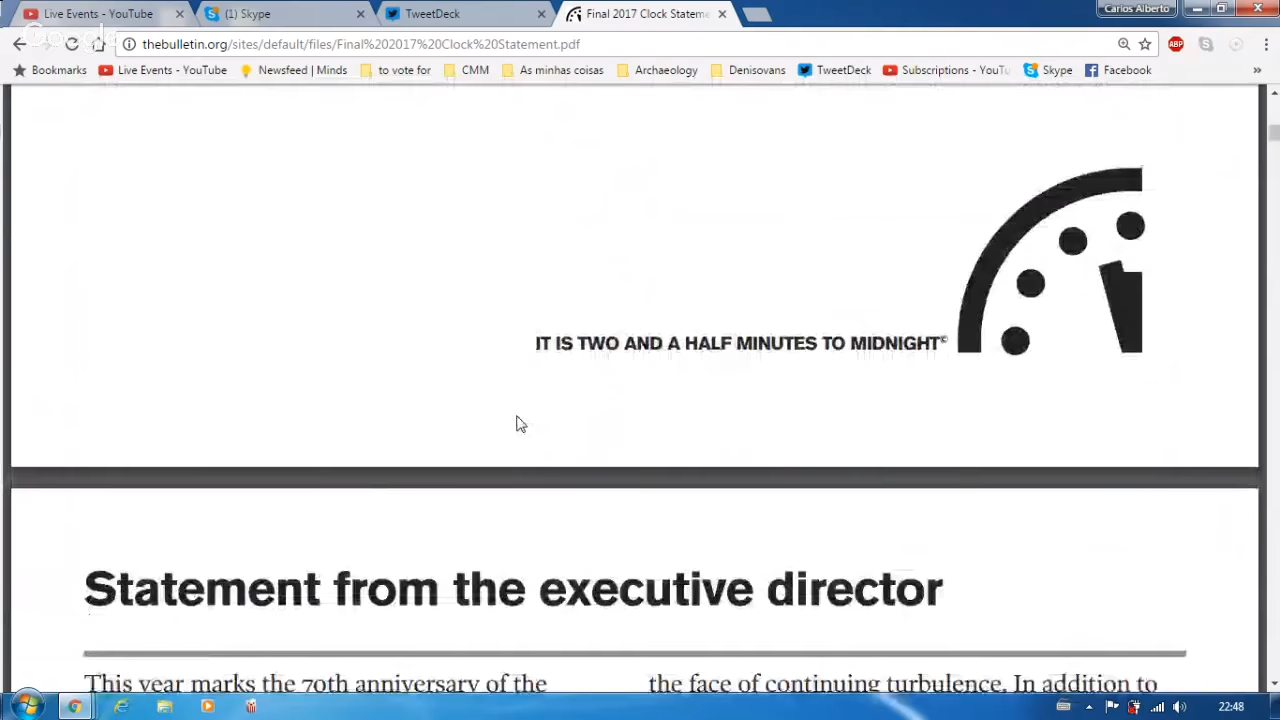 Live Events - YouTube
(1) Skype
TweetDeck
Final 2017 Clock Stateme
Carlos Alberto
Google
thebulletin.org/sites/default/files/Final%202017%20Clock%20Statement.pdf
ABP
Bookmarks
Live Events - YouTube
Newsfeed | Minds
to vote for
CMM
As minhas coisas
Archaeology
Denisovans
TweetDeck
Subscriptions - YouTu
Skype
Facebook
»
IT IS TWO AND A HALF MINUTES TO MIDNIGHT©
Statement from the executive director
This year marks the 70th anniversary of the
the face of continuing turbulence. In addition to
22:48